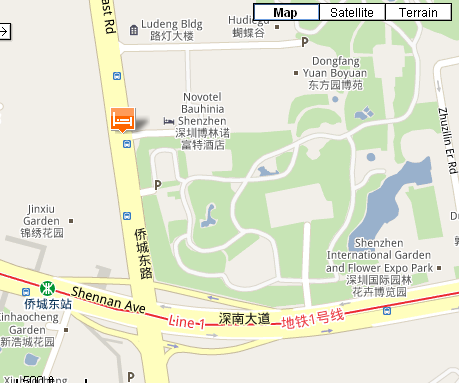 Map
Satellite
Terrain
ast Rd
Ludeng Bldg
路灯大楼
Hudiegu
蝴蝶谷
P
Dongfang
Yuan Boyuan
东方园博苑
Zhuzilin Er Rd
Novotel
Bauhinia
Shenzhen
深圳博林诺
富特酒店
P
Jinxiu
Garden
锦绣花园
侨城东路
Shenzhen
International Garden
and Flower Expo Park
深圳国际园林
花卉博览园
侨城东站
Shennan Ave
Line 1
深南大道
地铁1号线
Xinhaocheng
Garden
新浩城花园
500 ft